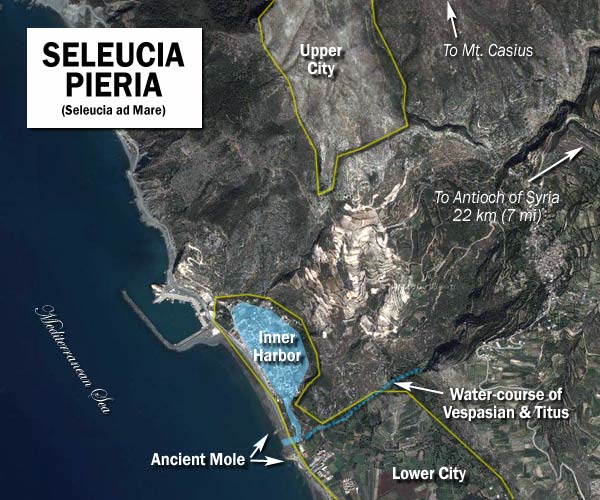 SELEUCIA
PIERIA
(Seleucia ad Mare)
Upper
City
To Mt. Casius
To Antioch of Syria
22 km (7 mi)
Mediterranean Sea
Inner
Harbor
Water-course of
Vespasian & Titus
Ancient Mole
Lower City